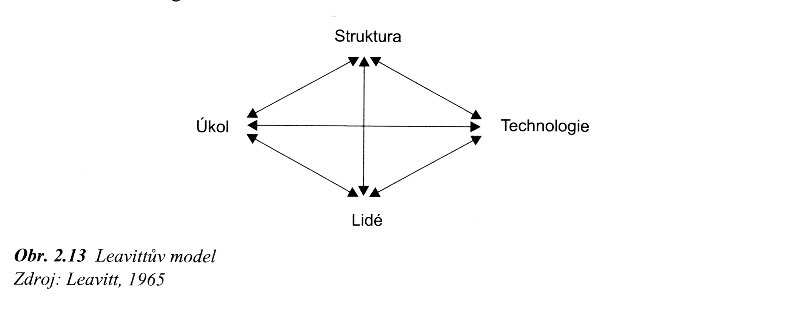 Struktura
Úkol
Technologie
Lidé
Obr. 2.13 Leavittův model
Zdroj: Leavitt, 1965